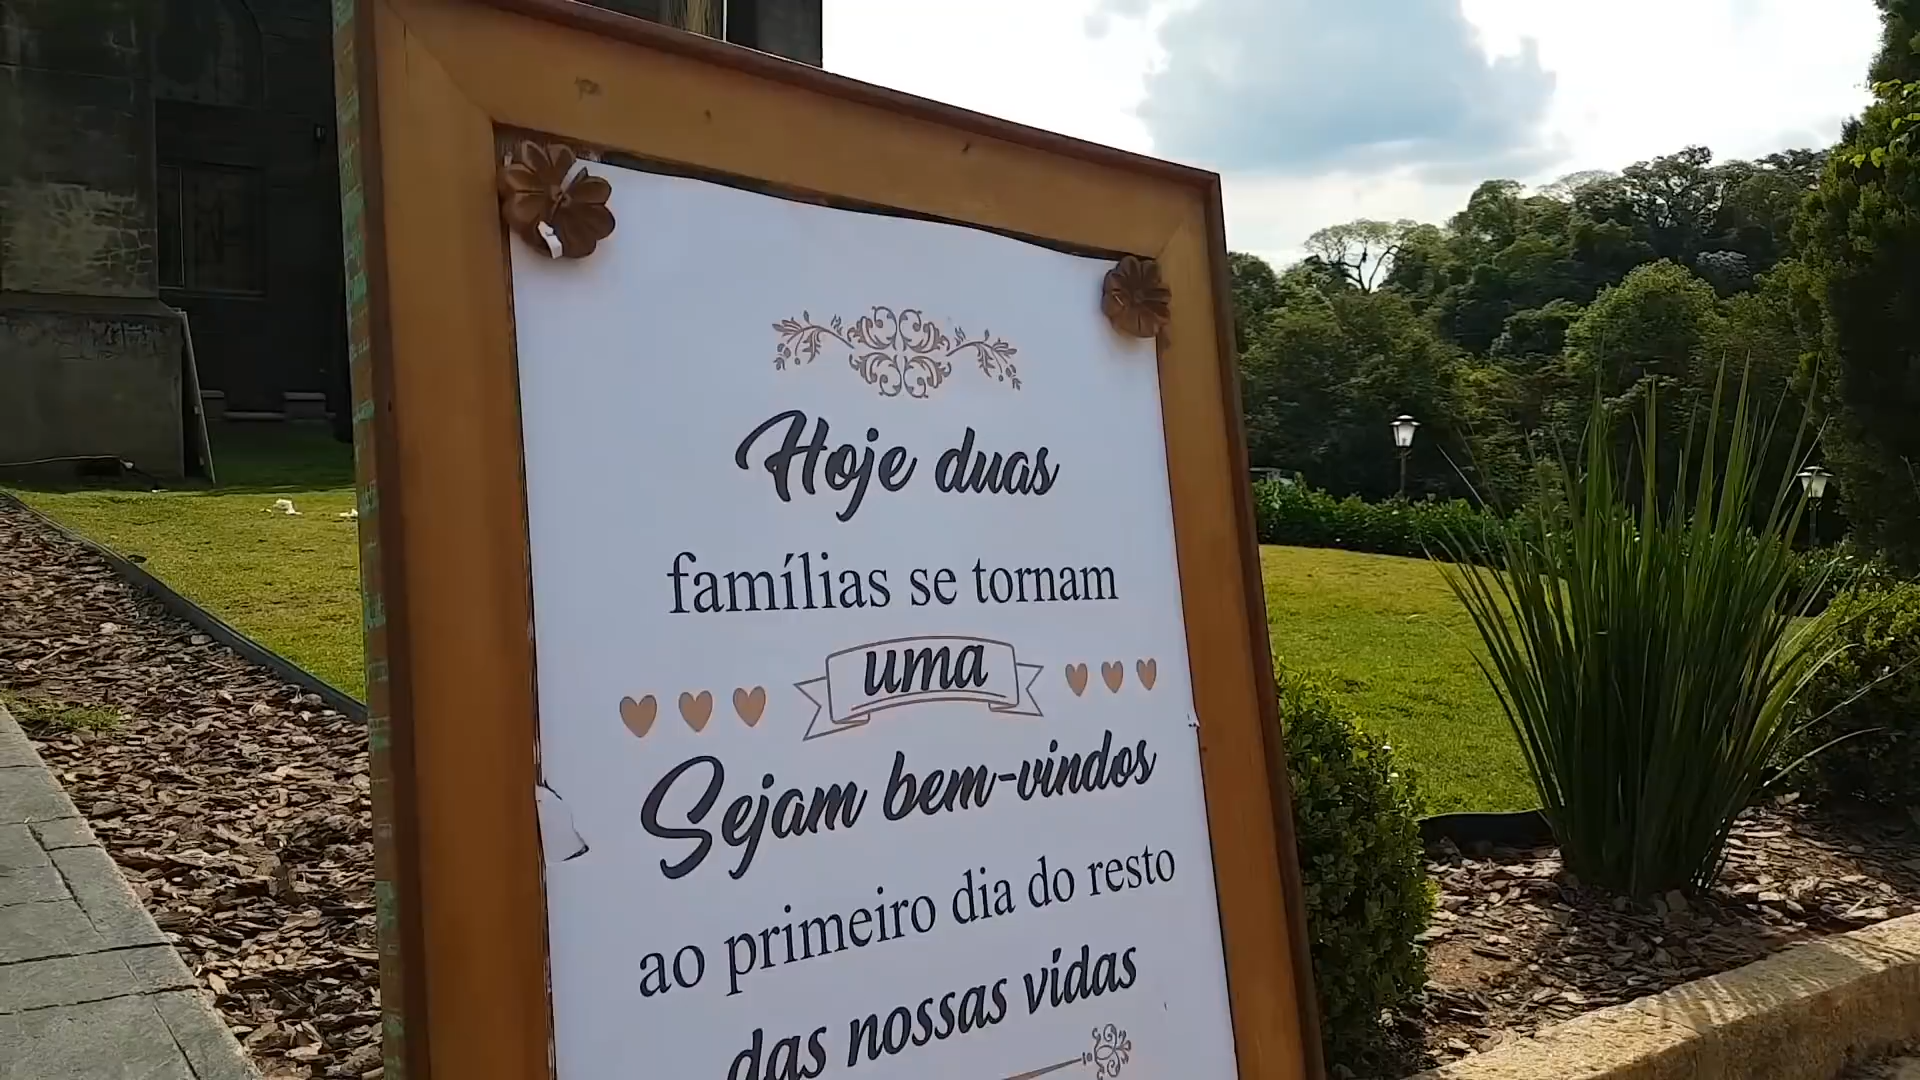 Hoje duas
famílias se tornam
uma
Sejam bem-vindos
ao primeiro dia do resto
das nossas vidas